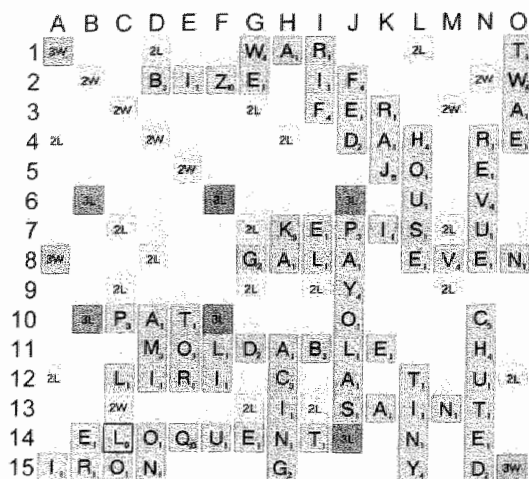 A B C D E F G H I J K L M N O
1 3W 2L W A R 2L T
2 2W B I Z E I F 2W W
3 2W 2L F E R 2W A
4 2L 2W 2L D A H R E
5 2W J O E
6 3L 3L 3L U V
7 2L 2L K E P I S 2L U
8 3W 2L G A L A E V E N
9 2L 2L 2L Y 2L
10 3L P A T 3L O C
11 M O L D A B L E H
12 2L L I R I C A T U
13 2W 2L I 2L S A I N T
14 E L O Q U E N T 3L N E
15 I R O N G Y D 3W